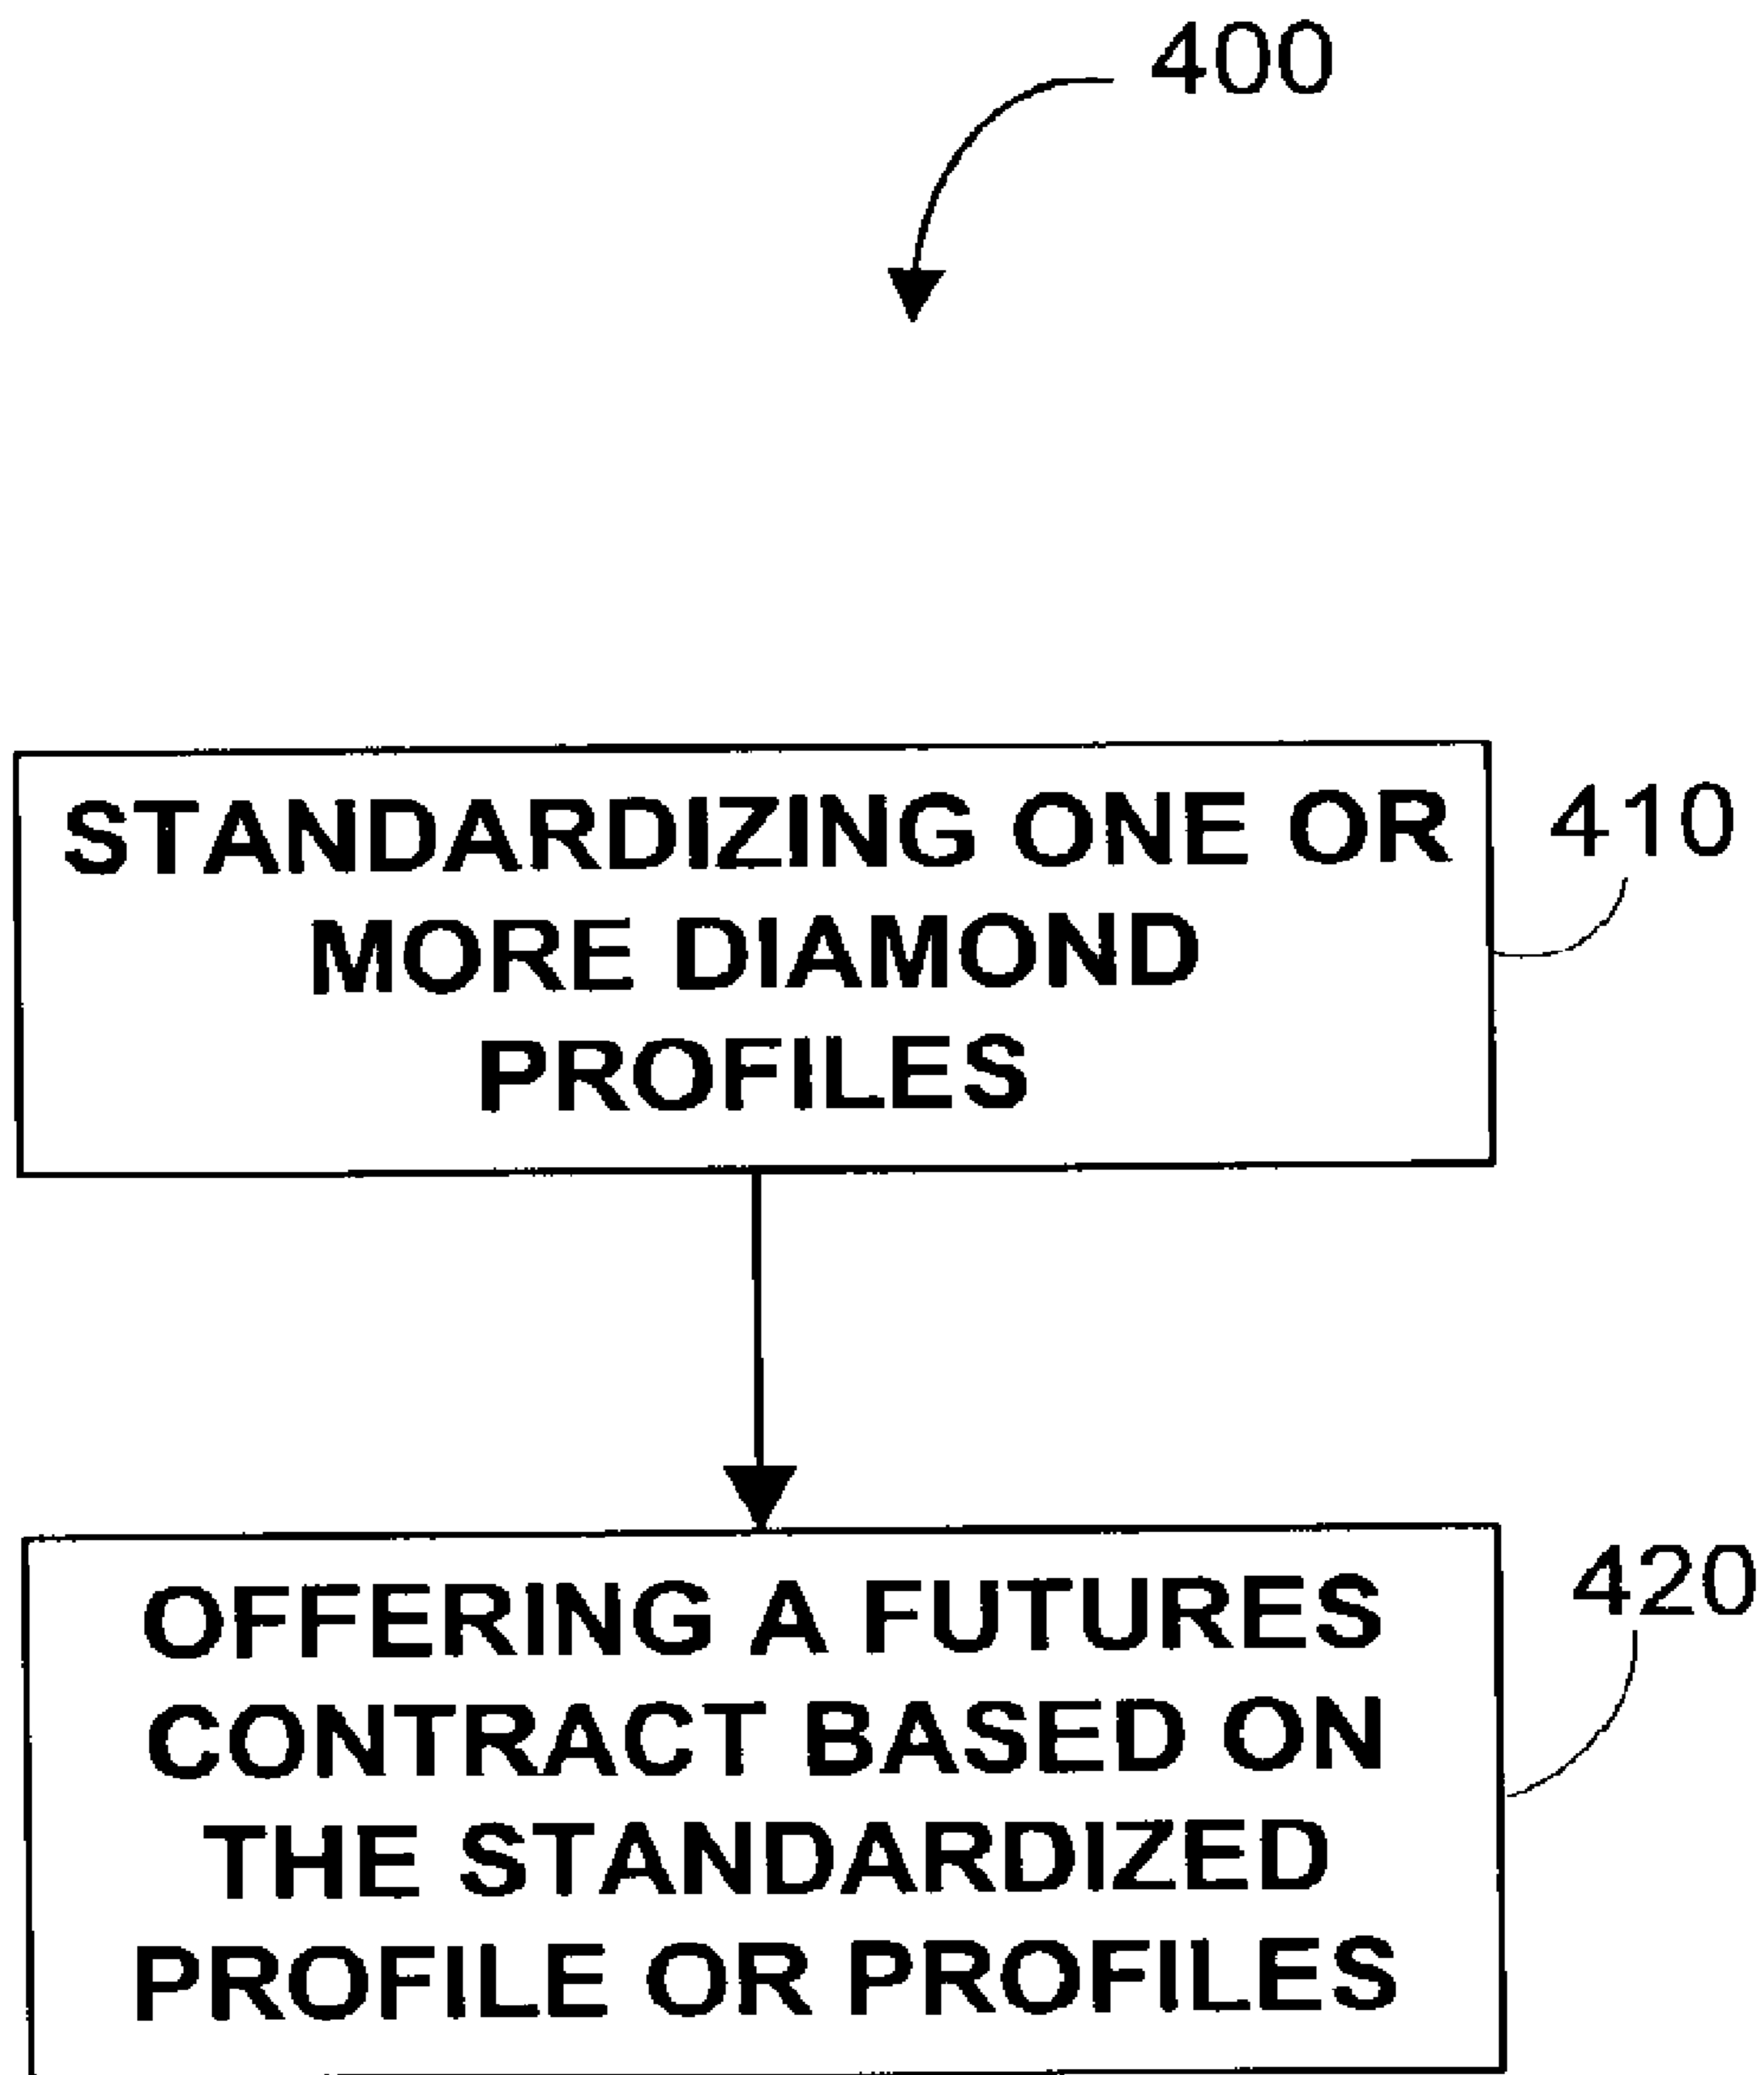 400
STANDARDIZING ONE OR
MORE DIAMOND
PROFILES
410
OFFERING A FUTURES
CONTRACT BASED ON
THE STANDARDIZED
PROFILE OR PROFILES
420